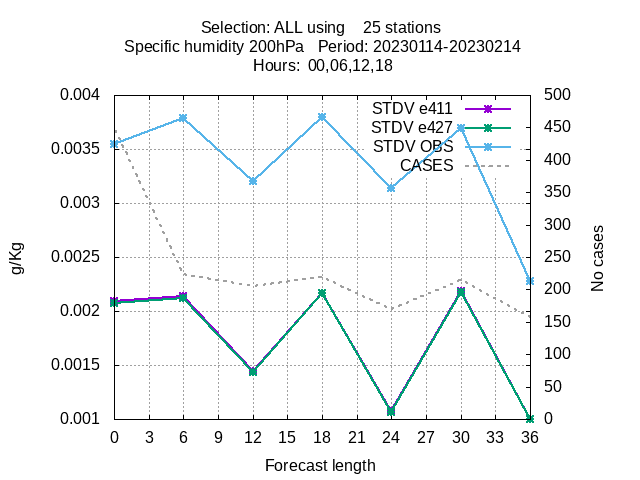 Selection: ALL using    25 stations
Specific humidity 200hPa   Period: 20230114-20230214
Hours:  00,06,12,18
STDV e411
STDV e427
STDV OBS
CASES
g/Kg
0.004
0.0035
0.003
0.0025
0.002
0.0015
0.001
500
450
400
350
300
250
200
150
100
50
0
No cases
0 3 6 9 12 15 18 21 24 27 30 33 36
Forecast length